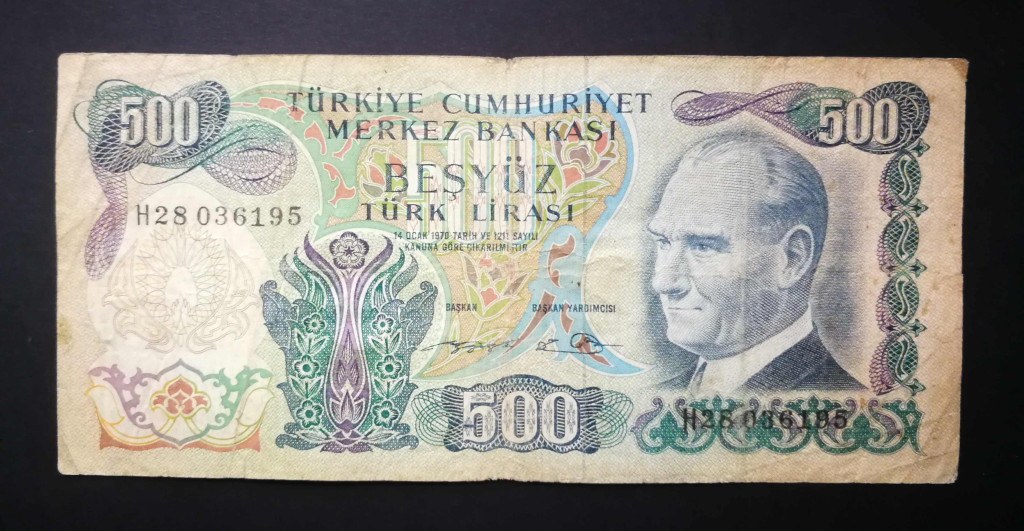 500
TÜRKİYE CUMHURİYET
MERKEZ BANKASI
500
500
BEŞYÜZ
TÜRK LİRASI
H28 036195
14 OCAK 1970 TARİH VE 1211 SAYILI
KANUNA GÖRE ÇIKARILMIŞTIR
BAŞKAN
BAŞKAN YARDIMCISI
500
H28 036195